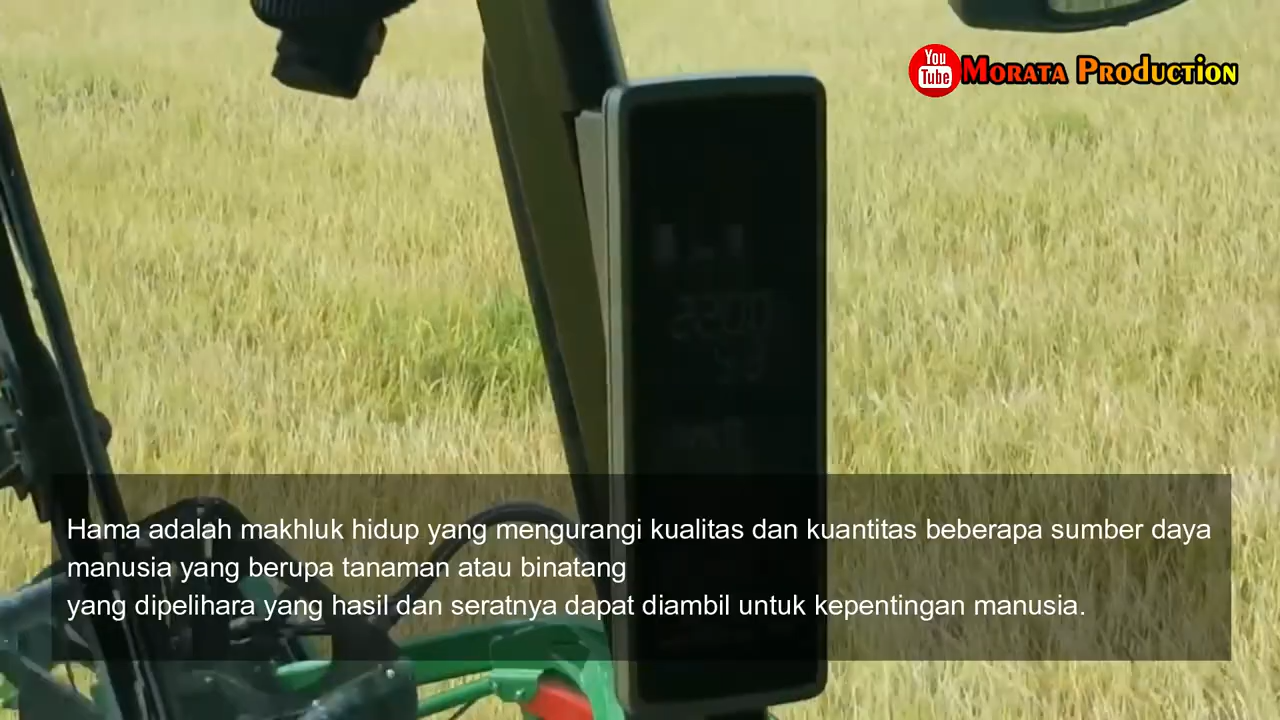 You
Tube
Morata Production
Hama adalah makhluk hidup yang mengurangi kualitas dan kuantitas beberapa sumber daya
manusia yang berupa tanaman atau binatang
yang dipelihara yang hasil dan seratnya dapat diambil untuk kepentingan manusia.